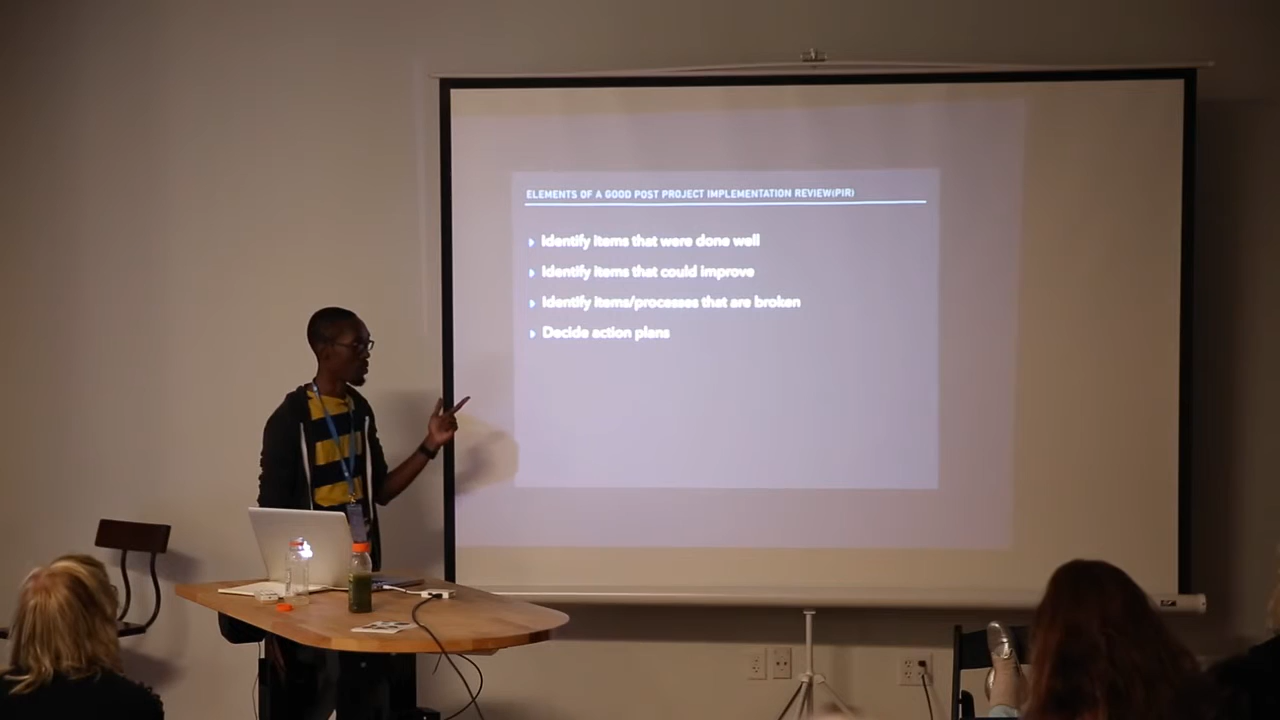 ELEMENTS OF A GOOD POST PROJECT IMPLEMENTATION REVIEW(PIR)
Identify items that were done well
Identify items that could improve
Identify items/processes that are broken
Decide action plans